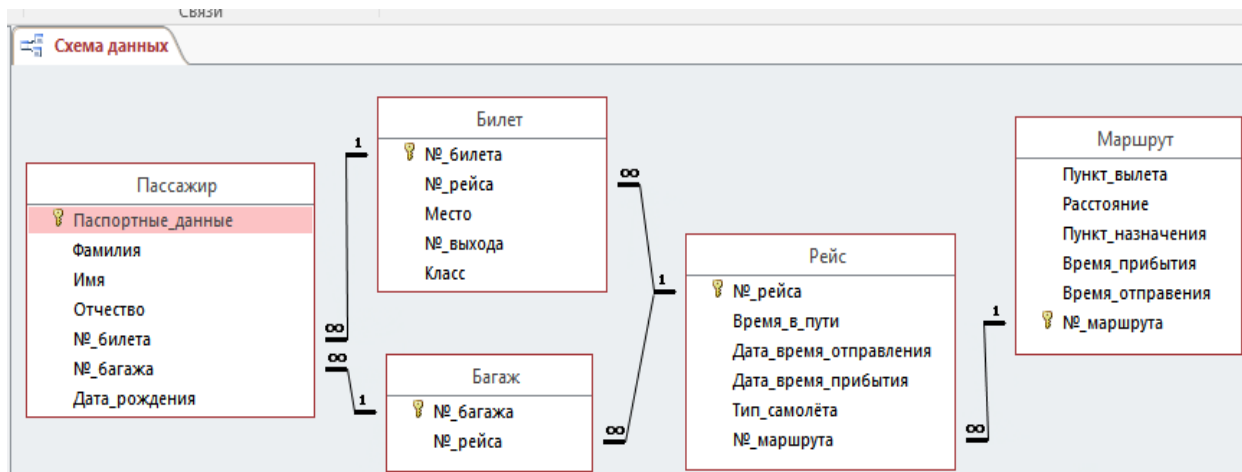 Связи
Схема данных
Пассажир
Паспортные_данные
Фамилия
Имя
Отчество
№_билета
№_багажа
Дата_рождения
Билет
№_билета
№_рейса
Место
№_выхода
Класс
Багаж
№_багажа
№_рейса
Рейс
№_рейса
Время_в_пути
Дата_время_отправления
Дата_время_прибытия
Тип_самолёта
№_маршрута
Маршрут
Пункт_вылета
Расстояние
Пункт_назначения
Время_прибытия
Время_отправения
№_маршрута
1
∞
∞
1
∞
1
∞
1
∞